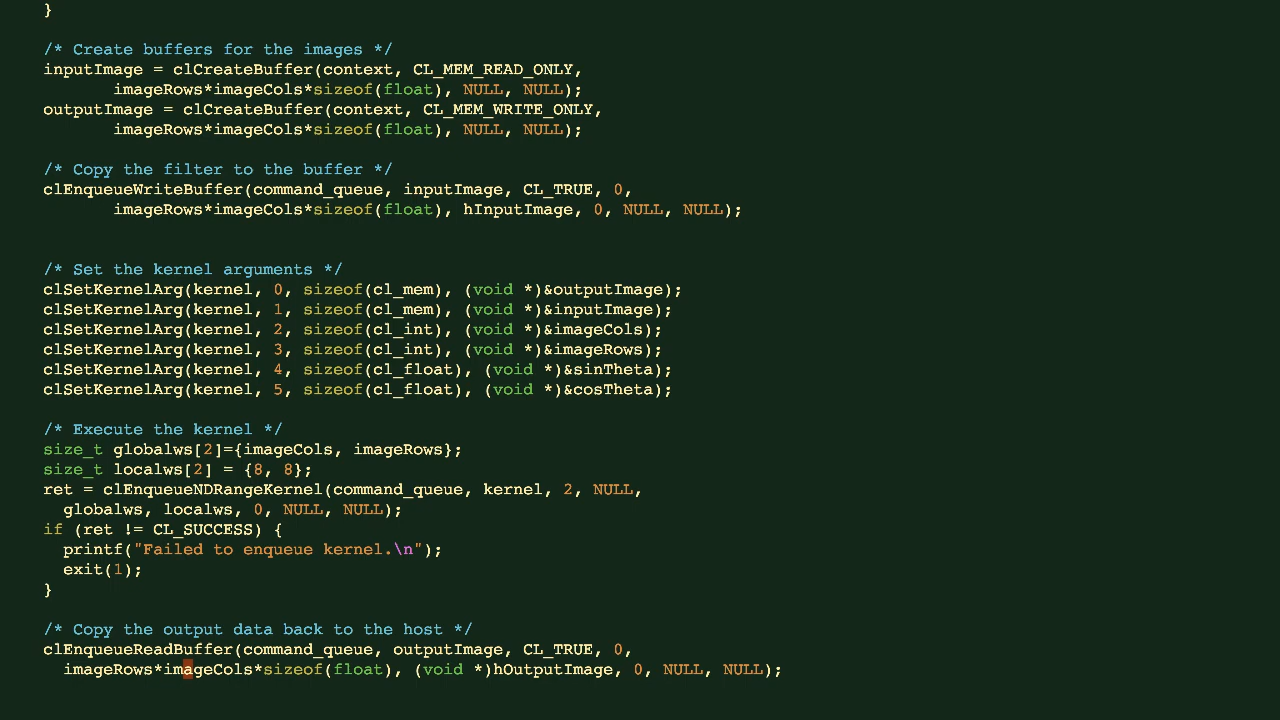 }
/* Create buffers for the images */
inputImage = clCreateBuffer(context, CL_MEM_READ_ONLY,
imageRows*imageCols*sizeof(float), NULL, NULL);
outputImage = clCreateBuffer(context, CL_MEM_WRITE_ONLY,
imageRows*imageCols*sizeof(float), NULL, NULL);
/* Copy the filter to the buffer */
clEnqueueWriteBuffer(command_queue, inputImage, CL_TRUE, 0,
imageRows*imageCols*sizeof(float), hInputImage, 0, NULL, NULL);
/* Set the kernel arguments */
clSetKernelArg(kernel, 0, sizeof(cl_mem), (void *)&outputImage);
clSetKernelArg(kernel, 1, sizeof(cl_mem), (void *)&inputImage);
clSetKernelArg(kernel, 2, sizeof(cl_int), (void *)&imageCols);
clSetKernelArg(kernel, 3, sizeof(cl_int), (void *)&imageRows);
clSetKernelArg(kernel, 4, sizeof(cl_float), (void *)&sinTheta);
clSetKernelArg(kernel, 5, sizeof(cl_float), (void *)&cosTheta);
/* Execute the kernel */
size_t globalws[2]={imageCols, imageRows};
size_t localws[2] = {8, 8};
ret = clEnqueueNDRangeKernel(command_queue, kernel, 2, NULL,
globalws, localws, 0, NULL, NULL);
if (ret != CL_SUCCESS) {
printf("Failed to enqueue kernel.\n");
exit(1);
}
/* Copy the output data back to the host */
clEnqueueReadBuffer(command_queue, outputImage, CL_TRUE, 0,
imageRows*imageCols*sizeof(float), (void *)hOutputImage, 0, NULL, NULL);